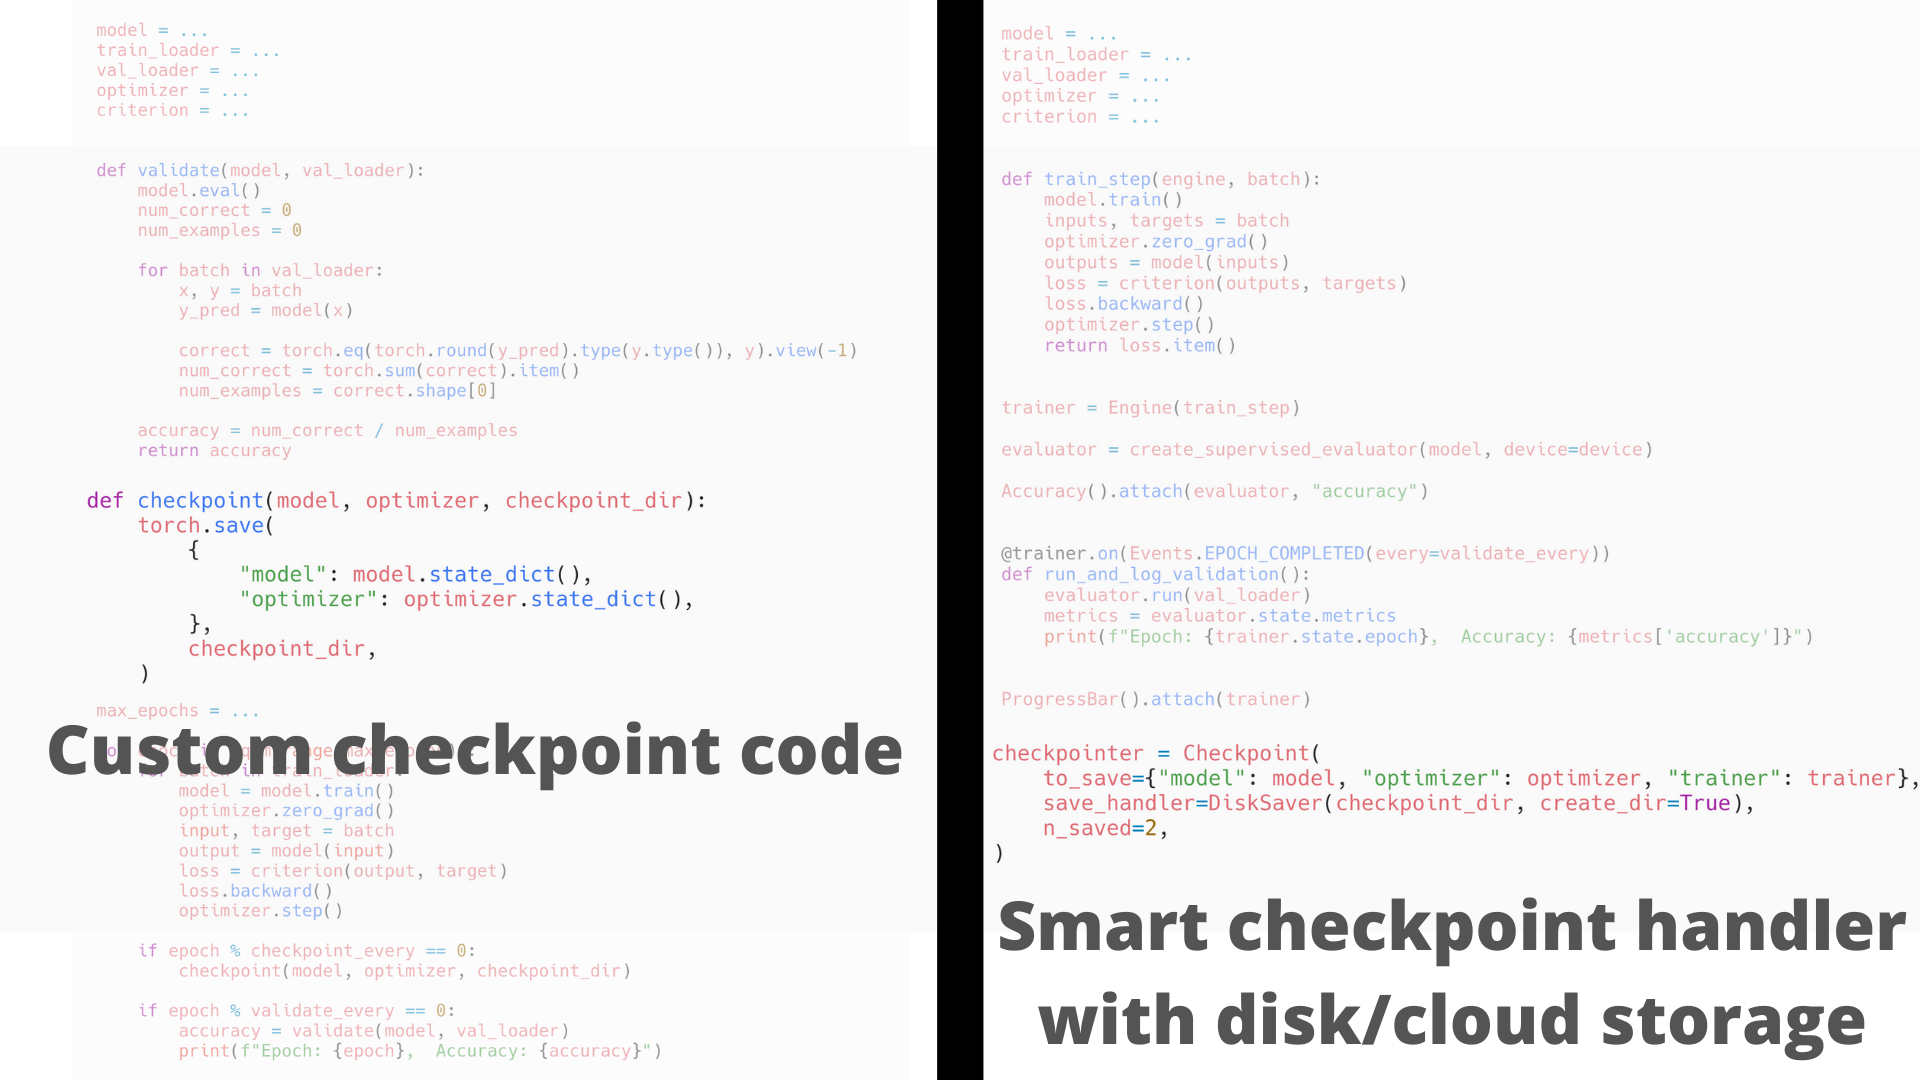 model = ...
train_loader = ...
val_loader = ...
optimizer = ...
criterion = ...
def validate(model, val_loader):
    model.eval()
    num_correct = 0
    num_examples = 0
    for batch in val_loader:
        x, y = batch
        y_pred = model(x)
        correct = torch.eq(torch.round(y_pred).type(y.type()), y).view(-1)
        num_correct = torch.sum(correct).item()
        num_examples = correct.shape[0]
    accuracy = num_correct / num_examples
    return accuracy
def checkpoint(model, optimizer, checkpoint_dir):
    torch.save(
        {
            "model": model.state_dict(),
            "optimizer": optimizer.state_dict(),
        },
        checkpoint_dir,
    )
max_epochs = ...
Custom checkpoint code
    for batch in train_loader:
        model = model.train()
        optimizer.zero_grad()
        input, target = batch
        output = model(input)
        loss = criterion(output, target)
        loss.backward()
        optimizer.step()
    if epoch % checkpoint_every == 0:
        checkpoint(model, optimizer, checkpoint_dir)
    if epoch % validate_every == 0:
        accuracy = validate(model, val_loader)
        print(f"Epoch: {epoch},  Accuracy: {accuracy}")
model = ...
train_loader = ...
val_loader = ...
optimizer = ...
criterion = ...
def train_step(engine, batch):
    model.train()
    inputs, targets = batch
    optimizer.zero_grad()
    outputs = model(inputs)
    loss = criterion(outputs, targets)
    loss.backward()
    optimizer.step()
    return loss.item()
trainer = Engine(train_step)
evaluator = create_supervised_evaluator(model, device=device)
Accuracy().attach(evaluator, "accuracy")
@trainer.on(Events.EPOCH_COMPLETED(every=validate_every))
def run_and_log_validation():
    evaluator.run(val_loader)
    metrics = evaluator.state.metrics
    print(f"Epoch: {trainer.state.epoch},  Accuracy: {metrics['accuracy']}")
ProgressBar().attach(trainer)
checkpointer = Checkpoint(
    to_save={"model": model, "optimizer": optimizer, "trainer": trainer},
    save_handler=DiskSaver(checkpoint_dir, create_dir=True),
    n_saved=2,
)
Smart checkpoint handler
with disk/cloud storage